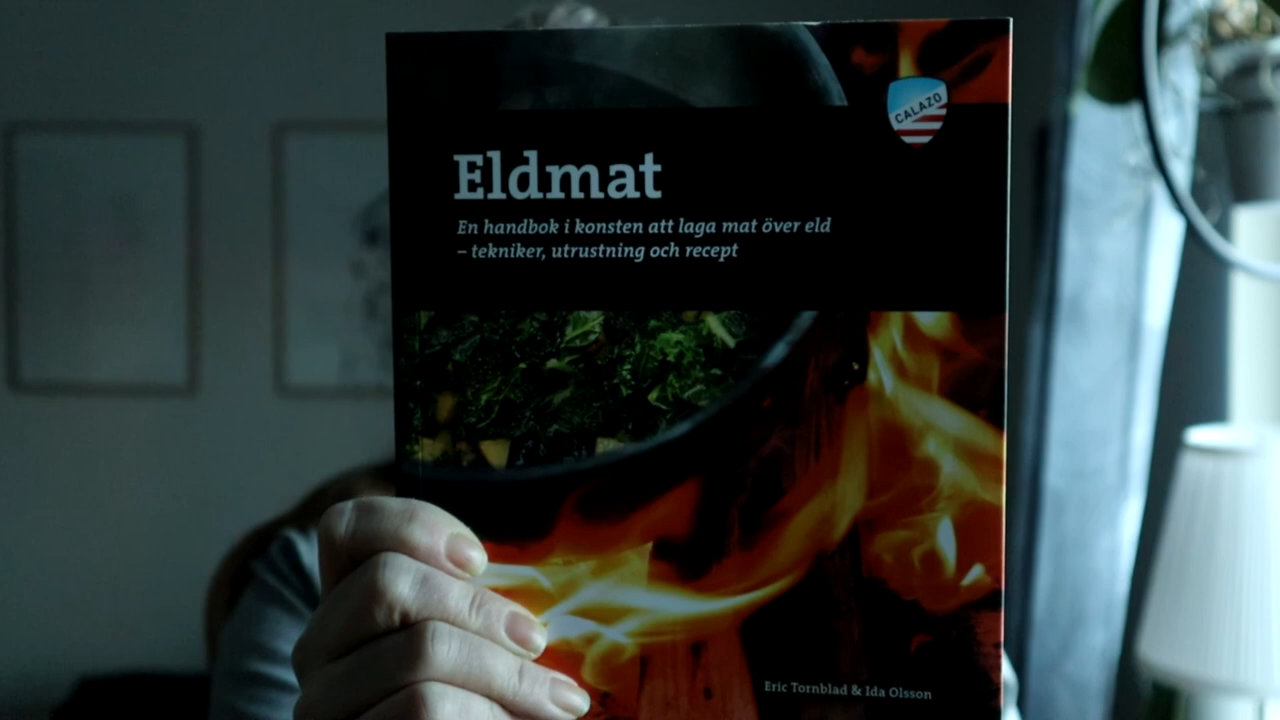 CALAZO
Eldmat
En handbok i konsten att laga mat över eld
– tekniker, utrustning och recept
Eric Tornblad & Ida Olsson